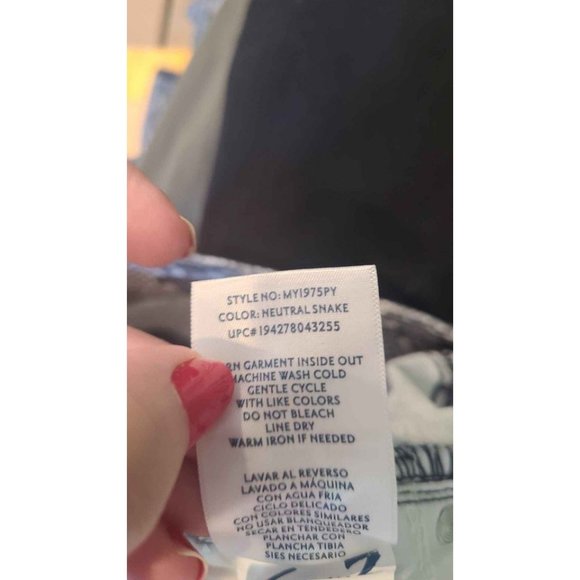 STYLE NO: MY1975PY
COLOR: NEUTRAL SNAKE
UPC# 194278043255
RN GARMENT INSIDE OUT
MACHINE WASH COLD
GENTLE CYCLE
WITH LIKE COLORS
DO NOT BLEACH
LINE DRY
WARM IRON IF NEEDED
LAVAR AL REVERSO
LAVADO A MÁQUINA
CON AGUA FRIA
CICLO DELICADO
CON COLORES SIMILARES
NO USAR BLANQUEADOR
SECAR EN TENDEDERO
PLANCHAR CON
PLANCHA TIBIA
SIES NECESARIO